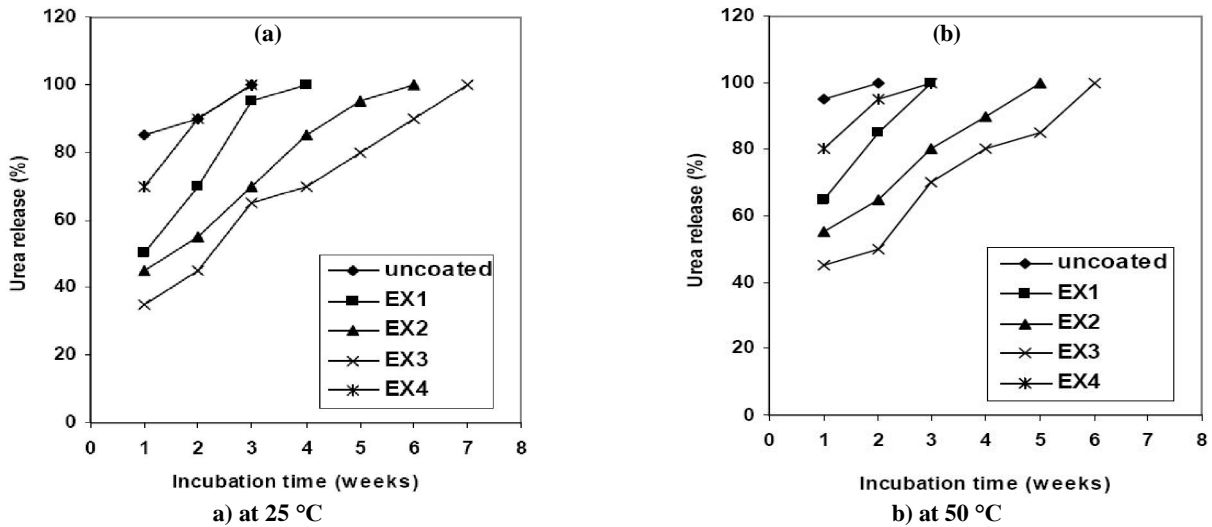 (a)
120
100
80
60
40
20
0
Urea release (%)
uncoated
EX1
EX2
EX3
EX4
0 1 2 3 4 5 6 7 8
Incubation time (weeks)
a) at 25 °C
(b)
120
100
80
60
40
20
0
Urea release (%)
uncoated
EX1
EX2
EX3
EX4
0 1 2 3 4 5 6 7 8
Incubation time (weeks)
b) at 50 °C